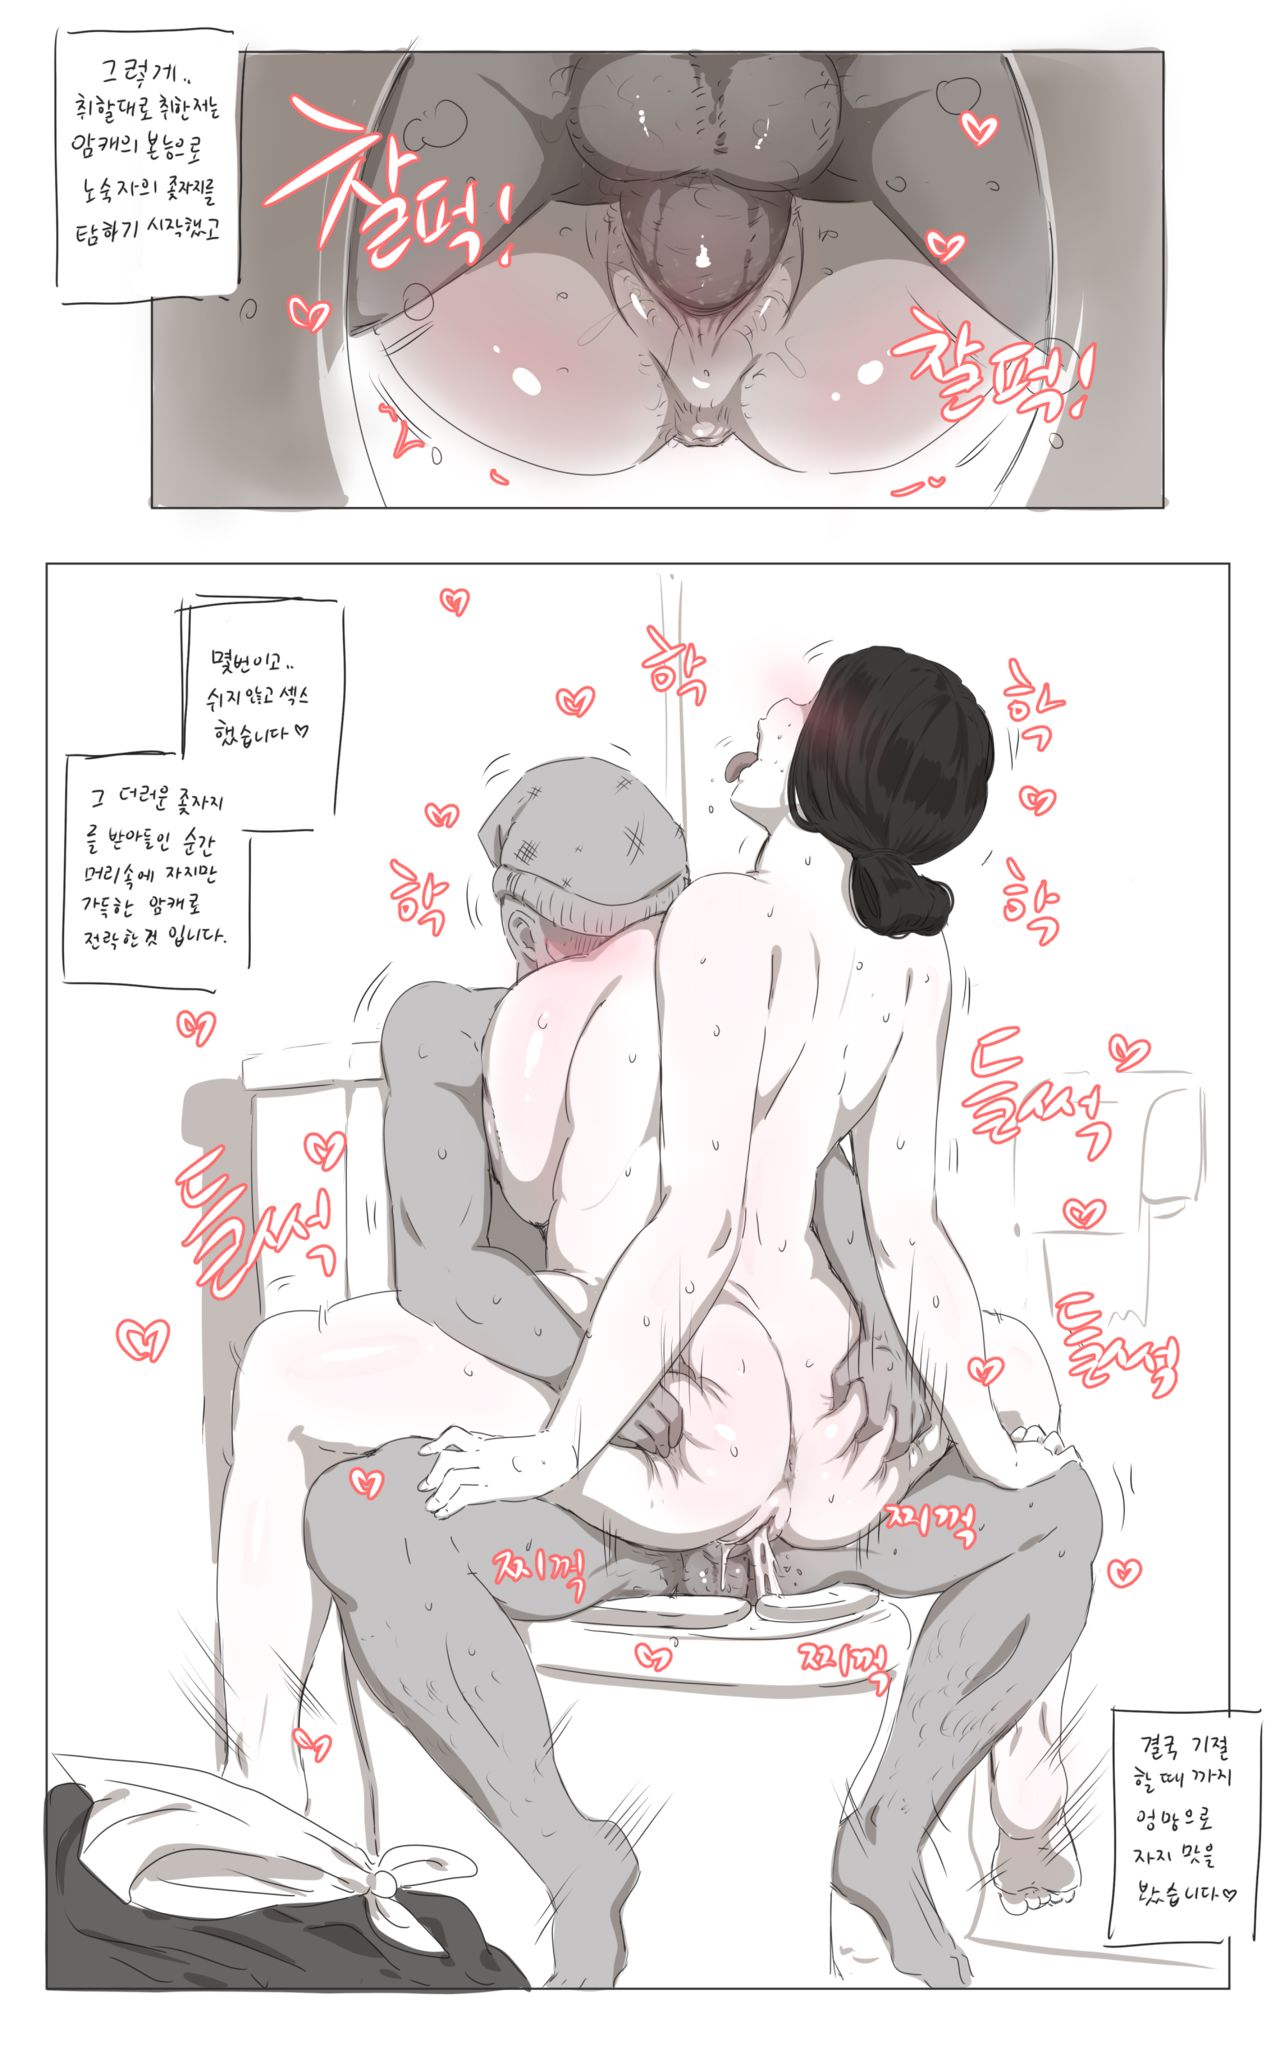 그렇게..
취할대로 취한저는
암캐의 본능으로
노숙자의 좆자지를
탐하기 시작했고
찰퍽!
찰퍽!
몇번이고..
쉬지 않고 섹스
했습니다♡
그 더러운 좆자지
를 받아들인 순간
머리속에 자지만
가득한 암캐로
전락한것 입니다.
학
학
학
학
들썩
들썩
들썩
찌걱
찌걱
찌걱
결국 기절
할때 까지
엉망으로
자지 맛을
봤습니다♡